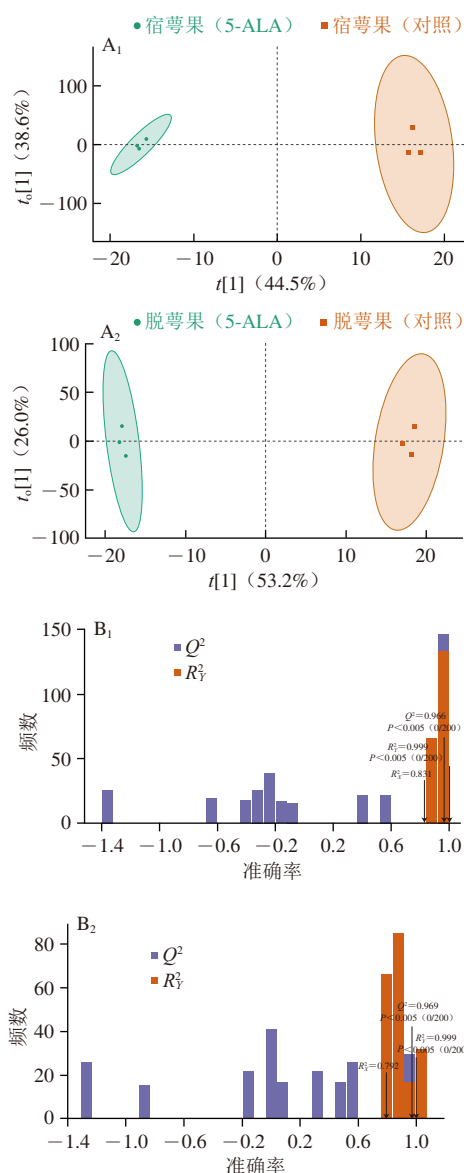 宿萼果（5-ALA） 宿萼果（对照）
A1
100
0
−100
to[1]（38.6%）
−20 −10 0 10 20
t[1]（44.5%）
脱萼果（5-ALA） 脱萼果（对照）
A2
100
50
0
−50
−100
to[1]（26.0%）
−20 −10 0 10 20
t[1]（53.2%）
B1
150
100
50
0
频数
Q²
R²Y
Q²=0.966
P＜0.005（0/200）
R²Y=0.999
P＜0.005（0/200）
R²X=0.831
−1.4 −1.0 −0.6 −0.2 0.2 0.6 1.0
准确率
B2
80
60
40
20
0
频数
Q²
R²Y
Q²=0.969
P＜0.005（0/200）
R²Y=0.999
P＜0.005（0/200
R²X=0.792
−1.4 −1.0 −0.6 −0.2 0.2 0.6 1.0
准确率